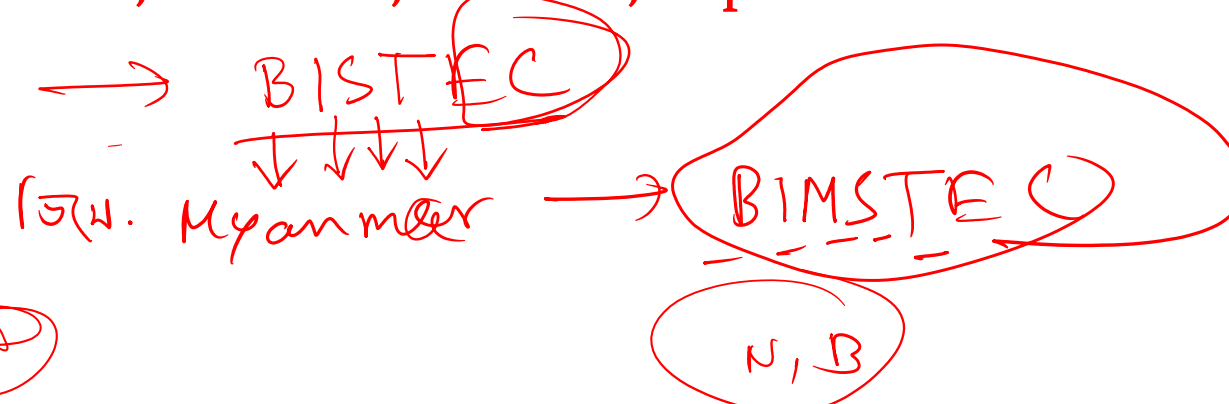 → BISTEC
Myanmar → BIMSTEC
N, B